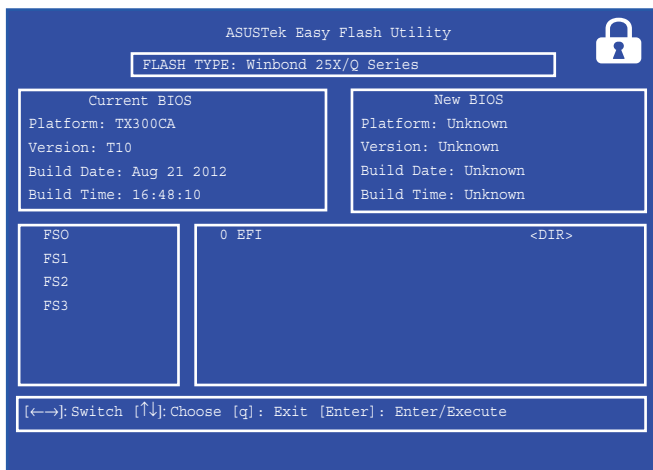 ASUSTek Easy Flash Utility
FLASH TYPE: Winbond 25X/Q Series
Current BIOS
Platform: TX300CA
Version: T10
Build Date: Aug 21 2012
Build Time: 16:48:10
New BIOS
Platform: Unknown
Version: Unknown
Build Date: Unknown
Build Time: Unknown
FSO
FS1
FS2
FS3
0 EFI <DIR>
[←→]: Switch [↑↓]: Choose [q]: Exit [Enter]: Enter/Execute